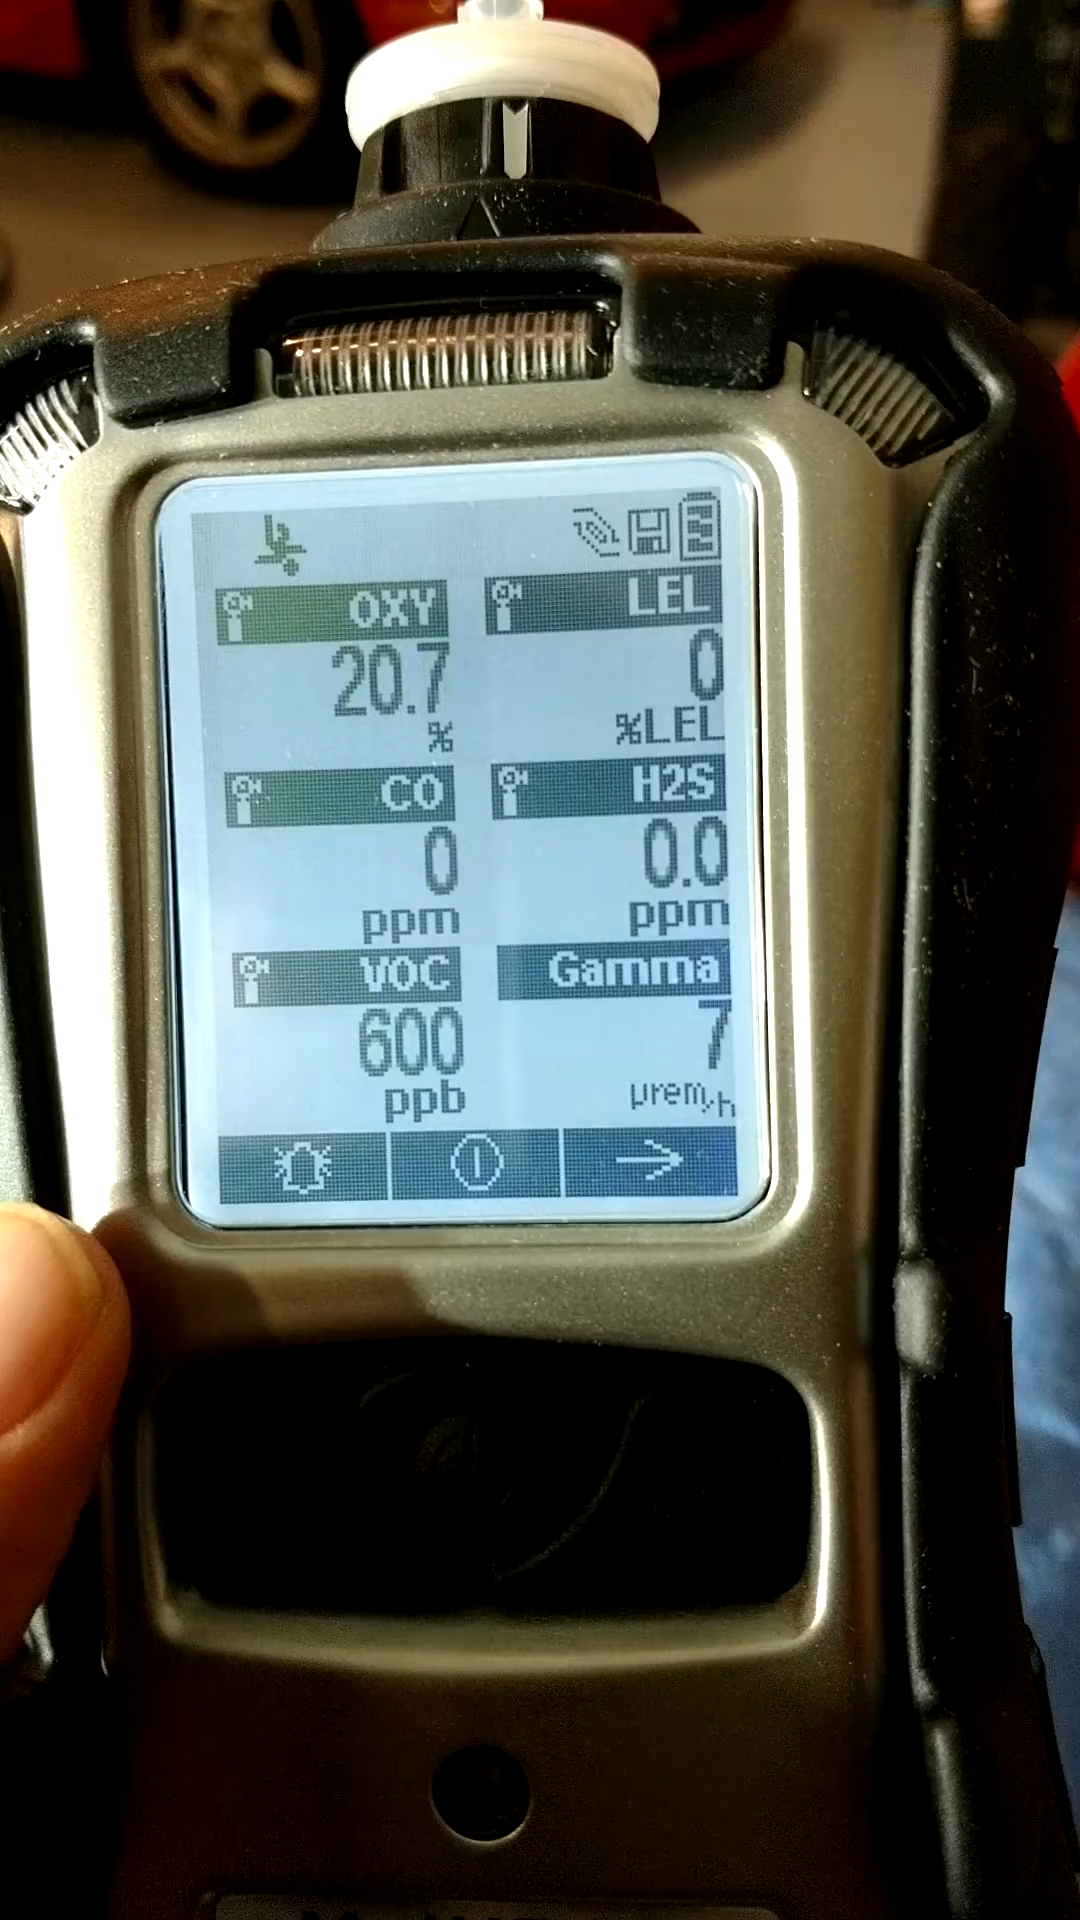 OXY LEL
20.7 0
% %LEL
CO H2S
0 0.0
ppm ppm
VOC Gamma
600 7
ppb µrem/h